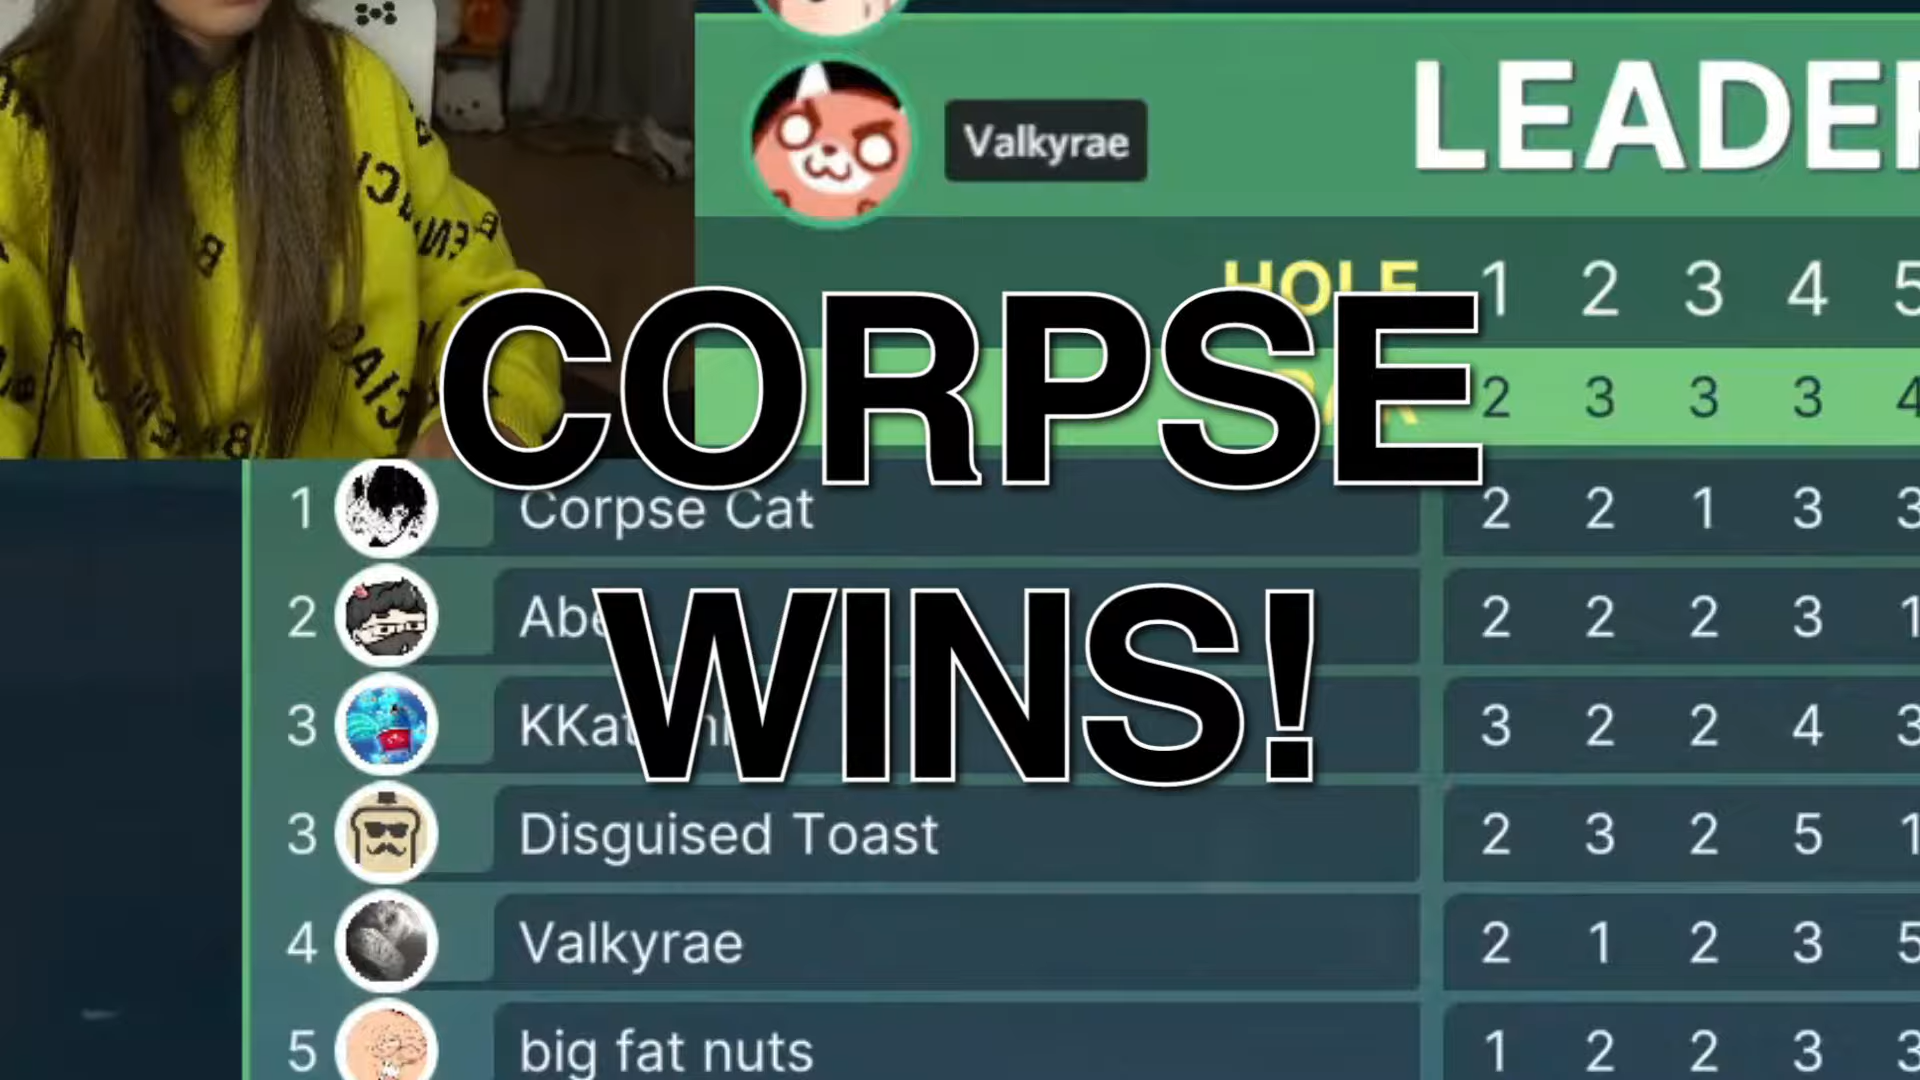 Valkyrae
LEADER
HOLE 1 2 3 4 5
2 3 3 3 4
CORPSE
1 Corpse Cat 2 2 1 3 3
2 Abe 2 2 2 3 1
WINS!
3 3 2 2 4 3
3 Disguised Toast 2 3 2 5 1
4 Valkyrae 2 1 2 3 5
5 big fat nuts 1 2 2 3 3